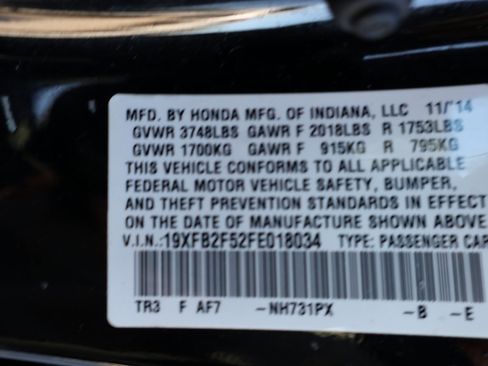 MFD. BY HONDA MFG. OF INDIANA, LLC 11/'14
GVWR 3748LBS GAWR F 2018LBS R 1753LBS
GVWR 1700KG GAWR F 915KG R 795KG
THIS VEHICLE CONFORMS TO ALL APPLICABLE
FEDERAL MOTOR VEHICLE SAFETY, BUMPER,
AND THEFT PREVENTION STANDARDS IN EFFECT
ON THE DATE OF MANUFACTURE SHOWN ABOVE
V.I.N.:19XFB2F52FE018034 TYPE: PASSENGER CAR
TR3 F AF7 -NH731PX -B -E